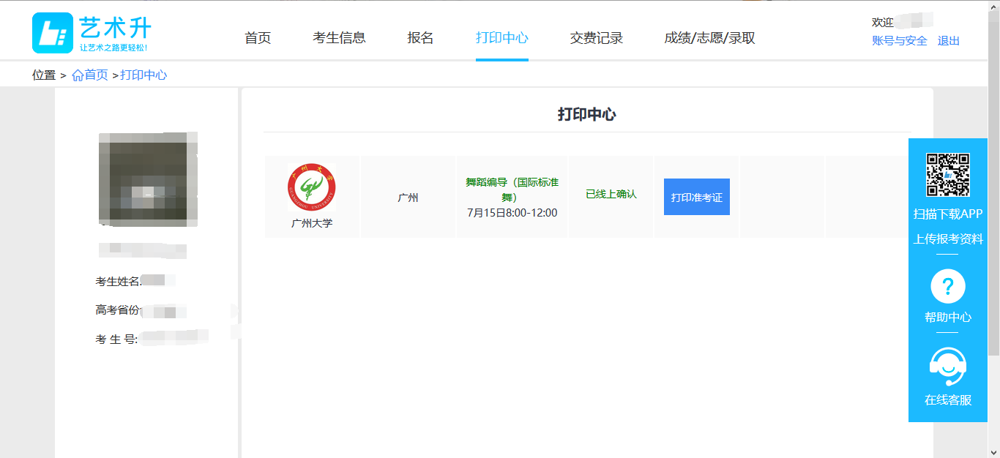 艺术升
让艺术之路更轻松!
首页 考生信息 报名 打印中心 交费记录 成绩/志愿/录取
欢迎
账号与安全 退出
位置 > 首页 >打印中心
打印中心
广州大学
GUANGZHOU UNIVERSITY
广州大学
广州
舞蹈编导（国际标准
舞）
7月15日8:00-12:00
已线上确认
打印准考证
考生姓名:
高考省份:
考 生 号:
扫描下载APP
上传报考资料
?
帮助中心
在线客服